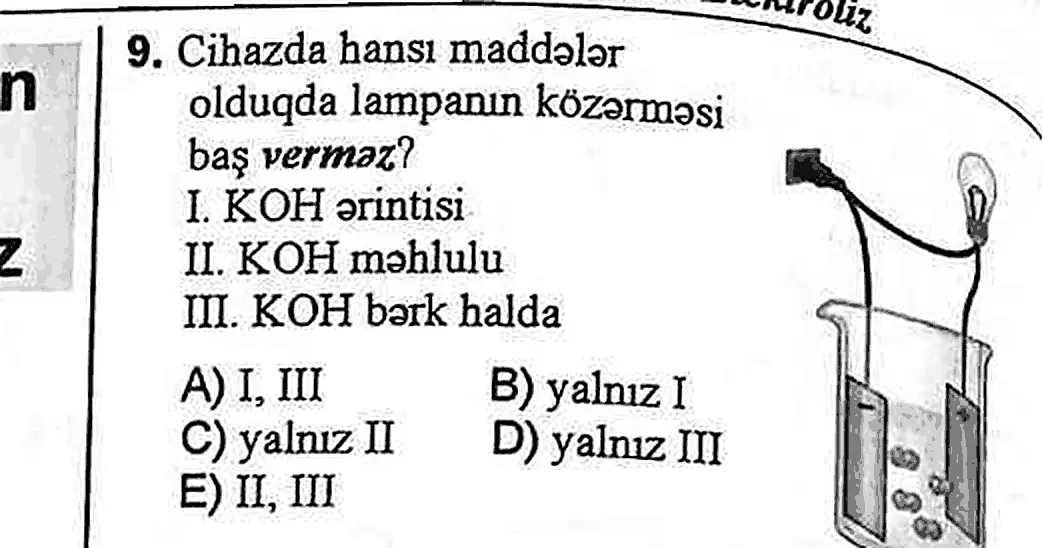 9. Cihazda hansı maddələr
olduqda lampanın közərməsi
baş verməz?
I. KOH ərintisi
II. KOH məhlulu
III. KOH bərk halda
A) I, III
B) yalnız I
C) yalnız II
D) yalnız III
E) II, III
n
z
- +